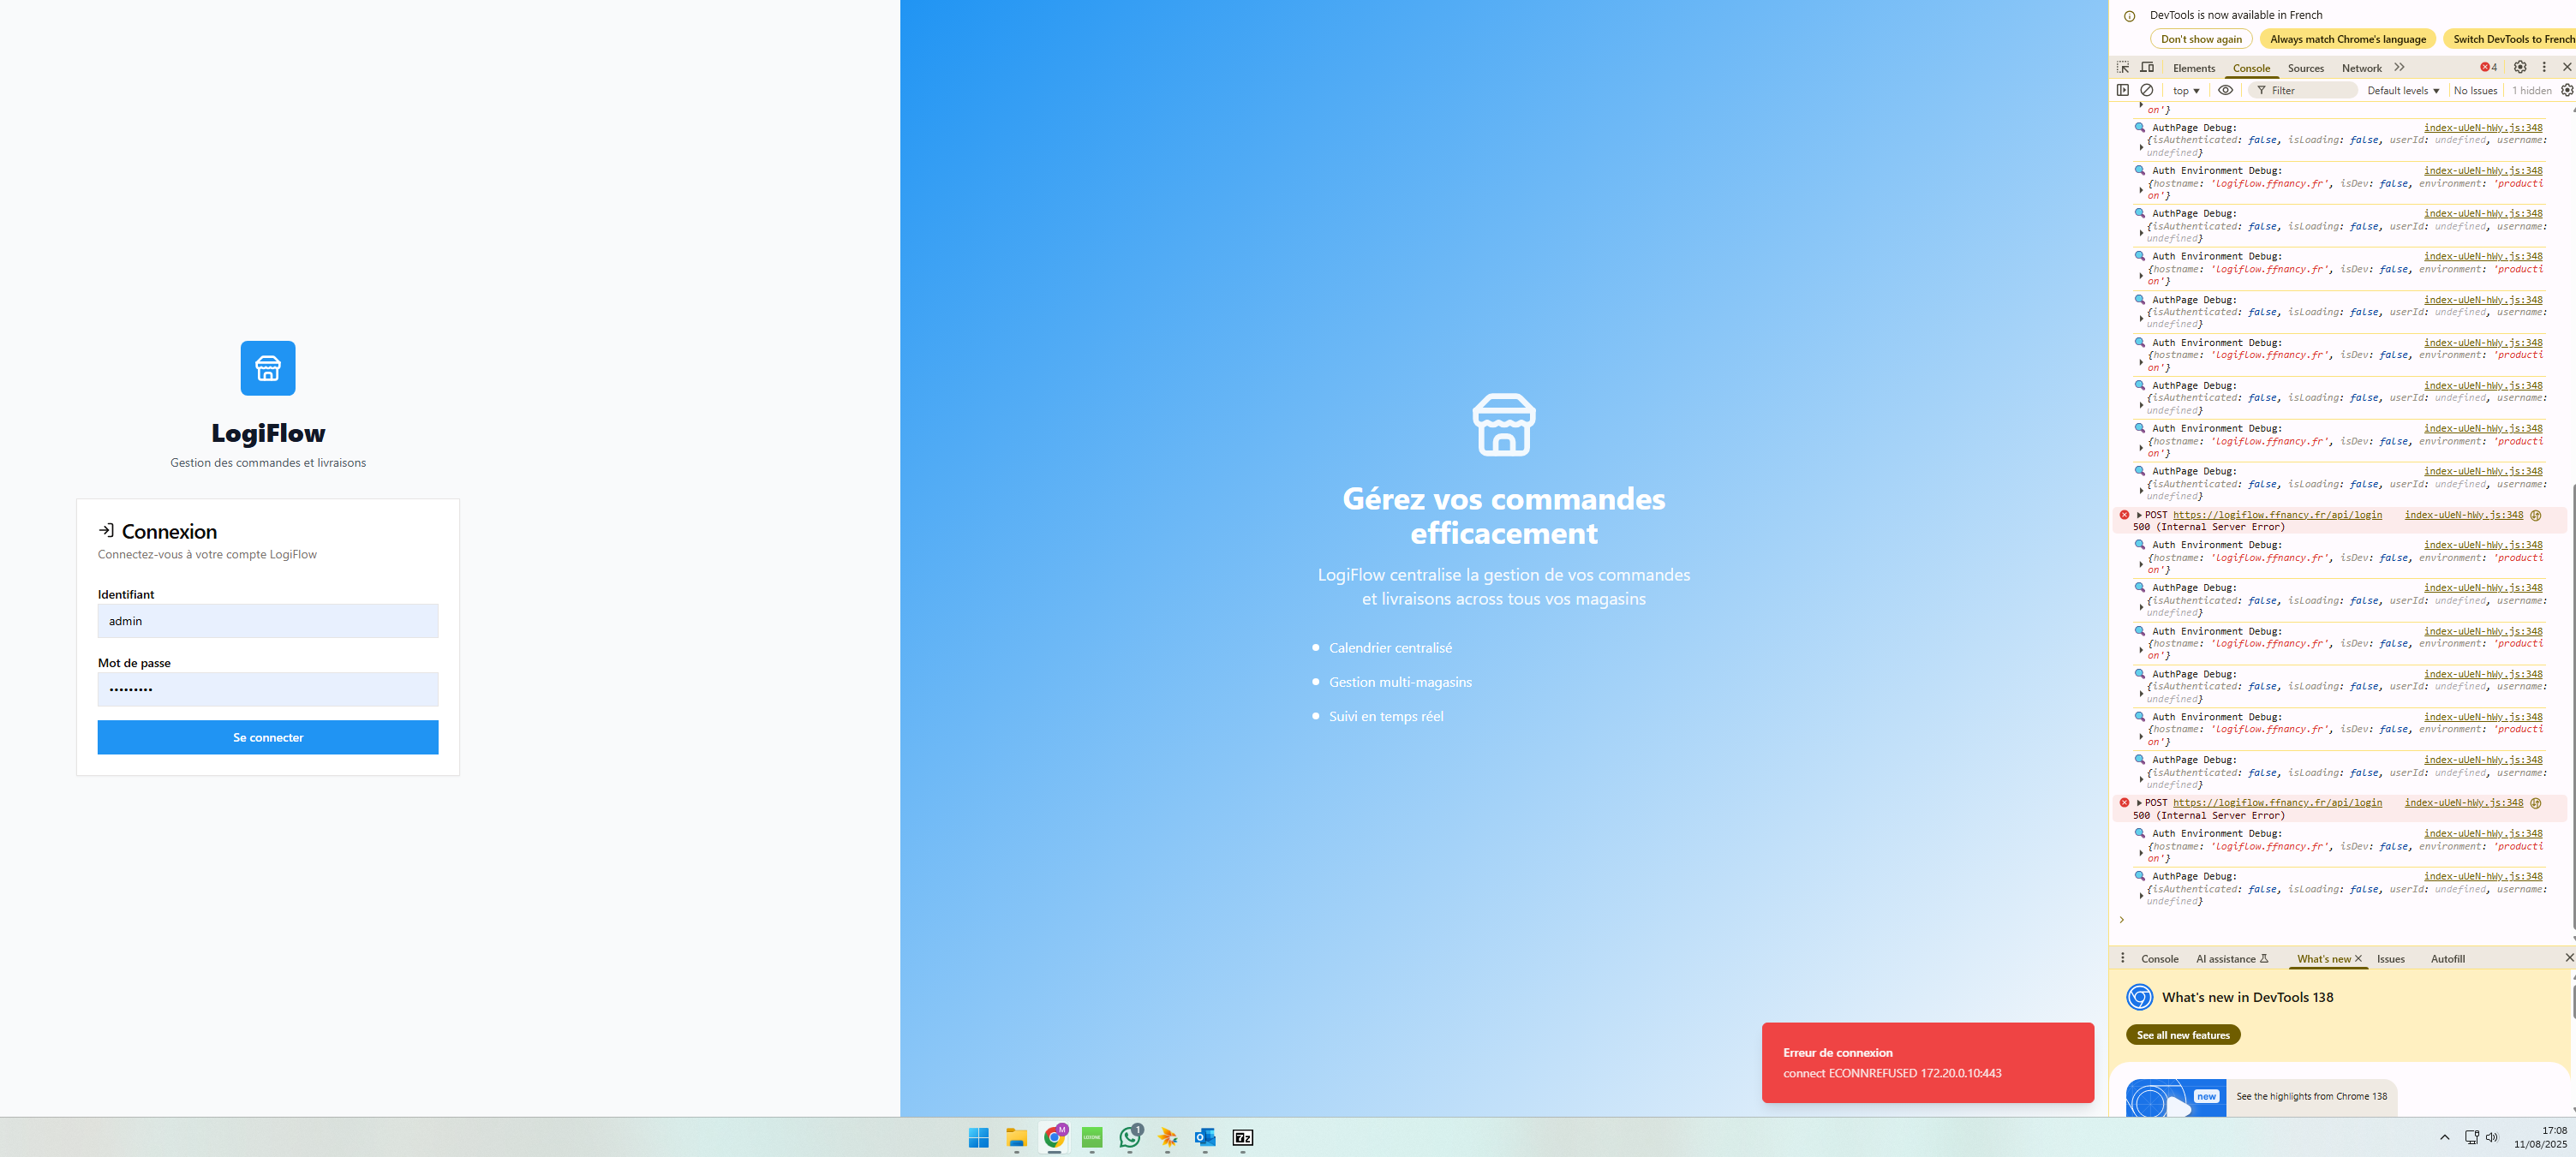 LogiFlow
Gestion des commandes et livraisons
Connexion
Connectez-vous à votre compte LogiFlow
Identifiant
admin
Mot de passe
•••••••••
Se connecter
Gérez vos commandes
efficacement
LogiFlow centralise la gestion de vos commandes
et livraisons across tous vos magasins
Calendrier centralisé
Gestion multi-magasins
Suivi en temps réel
Erreur de connexion
connect ECONNREFUSED 172.20.0.10:443
DevTools is now available in French
Don't show again Always match Chrome's language Switch DevTools to French
Elements Console Sources Network 4
top Filter Default levels No Issues 1 hidden
on'}
AuthPage Debug: index-uUeN-hWy.js:348
{isAuthenticated: false, isLoading: false, userId: undefined, username:
undefined}
Auth Environment Debug: index-uUeN-hWy.js:348
{hostname: 'logiflow.ffnancy.fr', isDev: false, environment: 'producti
on'}
AuthPage Debug: index-uUeN-hWy.js:348
{isAuthenticated: false, isLoading: false, userId: undefined, username:
undefined}
Auth Environment Debug: index-uUeN-hWy.js:348
{hostname: 'logiflow.ffnancy.fr', isDev: false, environment: 'producti
on'}
AuthPage Debug: index-uUeN-hWy.js:348
{isAuthenticated: false, isLoading: false, userId: undefined, username:
undefined}
Auth Environment Debug: index-uUeN-hWy.js:348
{hostname: 'logiflow.ffnancy.fr', isDev: false, environment: 'producti
on'}
AuthPage Debug: index-uUeN-hWy.js:348
{isAuthenticated: false, isLoading: false, userId: undefined, username:
undefined}
Auth Environment Debug: index-uUeN-hWy.js:348
{hostname: 'logiflow.ffnancy.fr', isDev: false, environment: 'producti
on'}
AuthPage Debug: index-uUeN-hWy.js:348
{isAuthenticated: false, isLoading: false, userId: undefined, username:
undefined}
POST https://logiflow.ffnancy.fr/api/login index-uUeN-hWy.js:348
500 (Internal Server Error)
Auth Environment Debug: index-uUeN-hWy.js:348
{hostname: 'logiflow.ffnancy.fr', isDev: false, environment: 'producti
on'}
AuthPage Debug: index-uUeN-hWy.js:348
{isAuthenticated: false, isLoading: false, userId: undefined, username:
undefined}
Auth Environment Debug: index-uUeN-hWy.js:348
{hostname: 'logiflow.ffnancy.fr', isDev: false, environment: 'producti
on'}
AuthPage Debug: index-uUeN-hWy.js:348
{isAuthenticated: false, isLoading: false, userId: undefined, username:
undefined}
Auth Environment Debug: index-uUeN-hWy.js:348
{hostname: 'logiflow.ffnancy.fr', isDev: false, environment: 'producti
on'}
AuthPage Debug: index-uUeN-hWy.js:348
{isAuthenticated: false, isLoading: false, userId: undefined, username:
undefined}
POST https://logiflow.ffnancy.fr/api/login index-uUeN-hWy.js:348
500 (Internal Server Error)
Auth Environment Debug: index-uUeN-hWy.js:348
{hostname: 'logiflow.ffnancy.fr', isDev: false, environment: 'producti
on'}
AuthPage Debug: index-uUeN-hWy.js:348
{isAuthenticated: false, isLoading: false, userId: undefined, username:
undefined}
Console AI assistance What's new Issues Autofill
What's new in DevTools 138
See all new features
new
See the highlights from Chrome 138
M
1
7z
17:08
11/08/2025